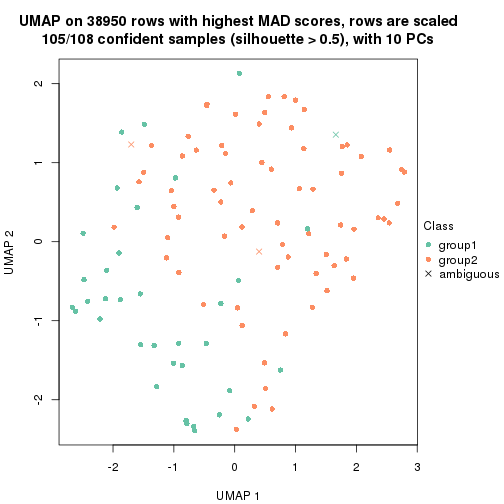 UMAP on 38950 rows with highest MAD scores, rows are scaled
105/108 confident samples (silhouette > 0.5), with 10 PCs
2
1
0
-1
-2
UMAP 2
-2
-1
0
1
2
3
UMAP 1
Class
group1
group2
ambiguous